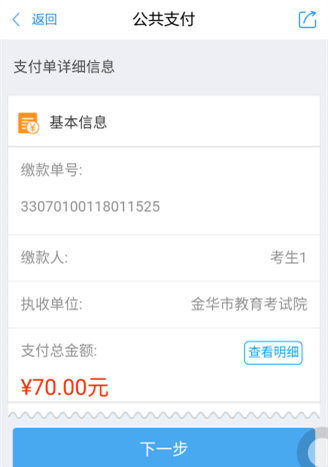 返回
公共支付
支付单详细信息
基本信息
缴款单号:
33070100118011525
缴款人:
考生1
执收单位:
金华市教育考试院
支付总金额:
查看明细
¥70.00元
下一步